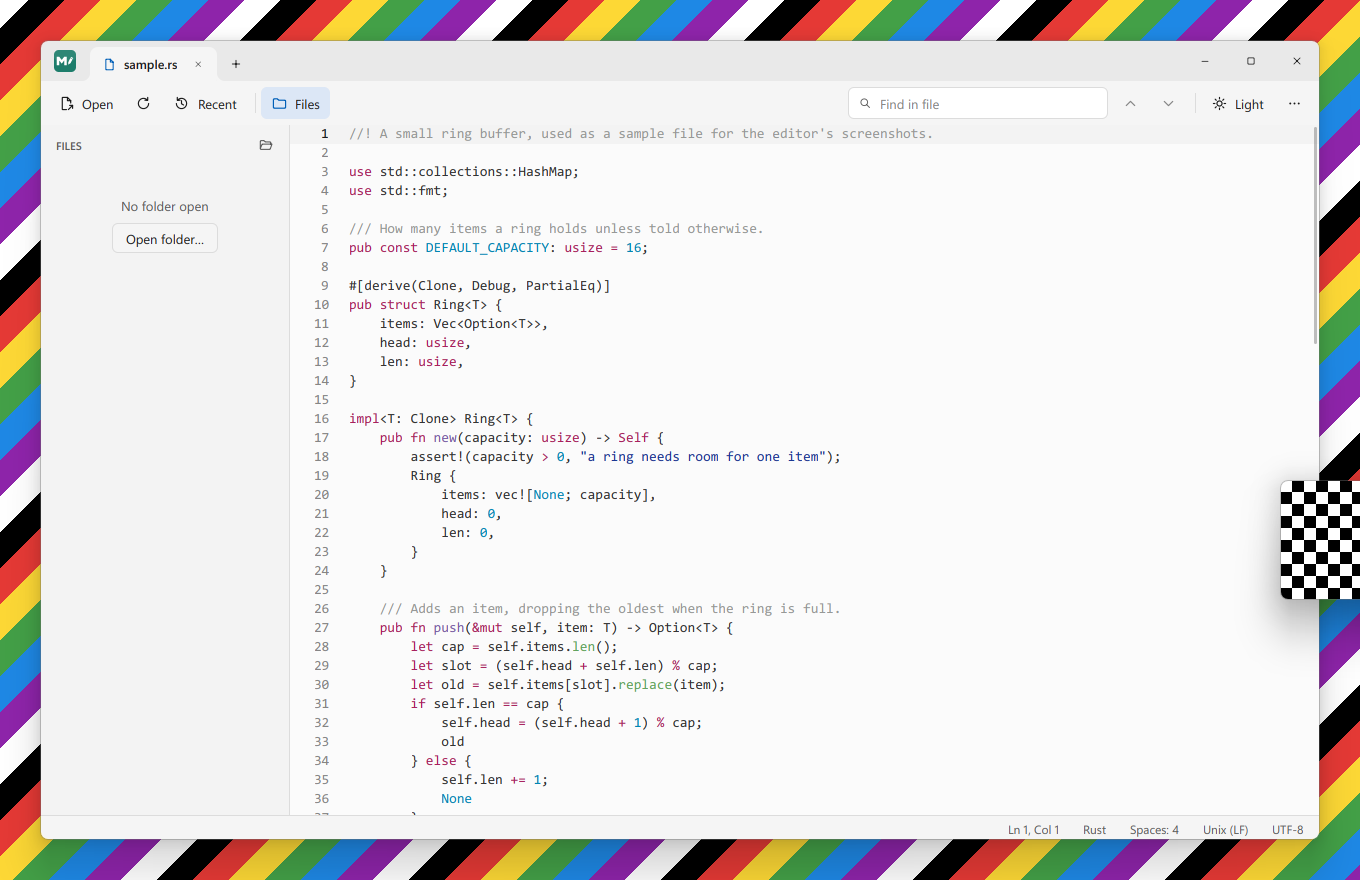 sample.rs
Open
Recent
Files
Find in file
Light
FILES
No folder open
Open folder...
1 //! A small ring buffer, used as a sample file for the editor's screenshots.
2
3 use std::collections::HashMap;
4 use std::fmt;
5
6 /// How many items a ring holds unless told otherwise.
7 pub const DEFAULT_CAPACITY: usize = 16;
8
9 #[derive(Clone, Debug, PartialEq)]
10 pub struct Ring<T> {
11     items: Vec<Option<T>>,
12     head: usize,
13     len: usize,
14 }
15
16 impl<T: Clone> Ring<T> {
17     pub fn new(capacity: usize) -> Self {
18         assert!(capacity > 0, "a ring needs room for one item");
19         Ring {
20             items: vec![None; capacity],
21             head: 0,
22             len: 0,
23         }
24     }
25
26     /// Adds an item, dropping the oldest when the ring is full.
27     pub fn push(&mut self, item: T) -> Option<T> {
28         let cap = self.items.len();
29         let slot = (self.head + self.len) % cap;
30         let old = self.items[slot].replace(item);
31         if self.len == cap {
32             self.head = (self.head + 1) % cap;
33             old
34         } else {
35             self.len += 1;
36             None
Ln 1, Col 1
Rust
Spaces: 4
Unix (LF)
UTF-8